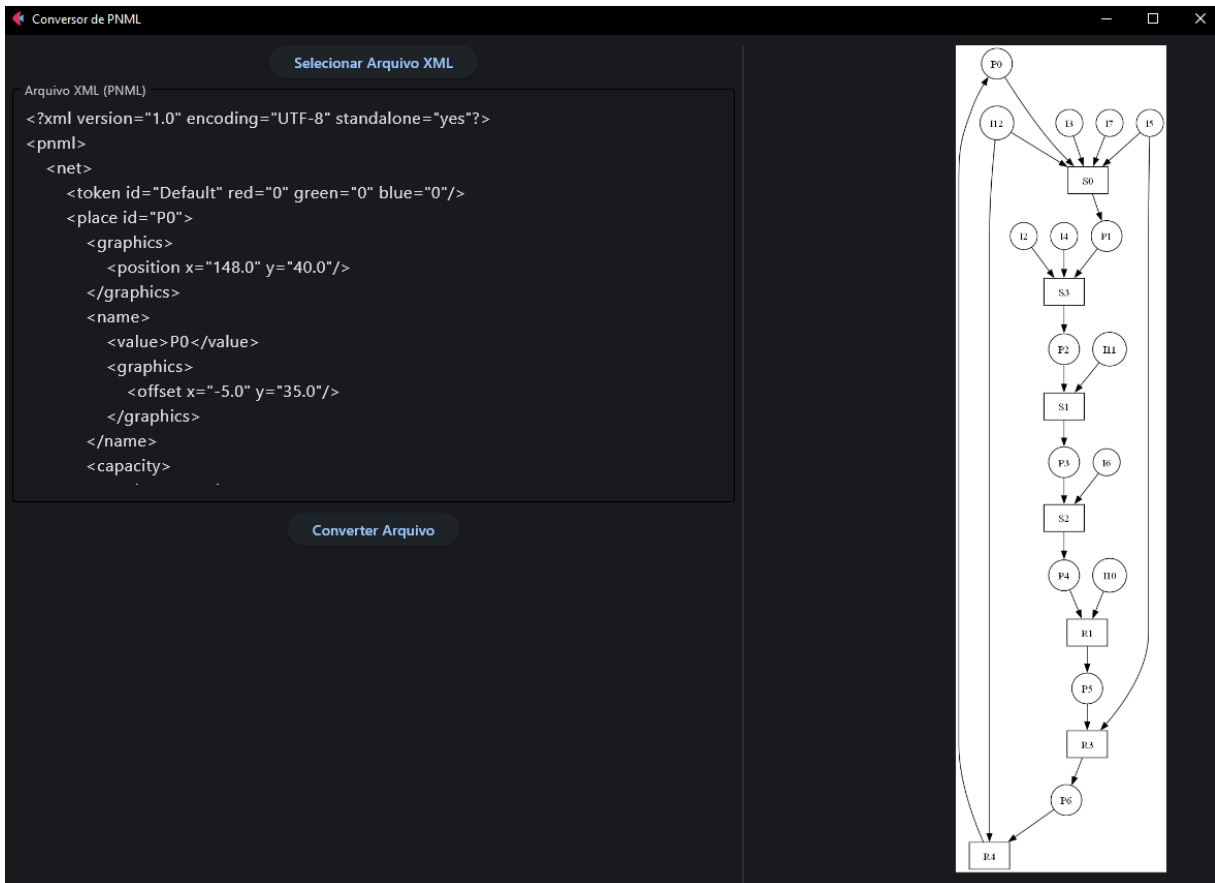 Conversor de PNML
Selecionar Arquivo XML
Arquivo XML (PNML)
<?xml version="1.0" encoding="UTF-8" standalone="yes"?>
<pnml>
<net>
<token id="Default" red="0" green="0" blue="0"/>
<place id="P0">
<graphics>
<position x="148.0" y="40.0"/>
</graphics>
<name>
<value>P0</value>
<graphics>
<offset x="-5.0" y="35.0"/>
</graphics>
</name>
<capacity>
Converter Arquivo
P0
I12 I3 I7 I5
S0
I2 I4 P1
S3
P2 I11
S1
P3 I6
S2
P4 I10
R1
P5
R3
P6
R4